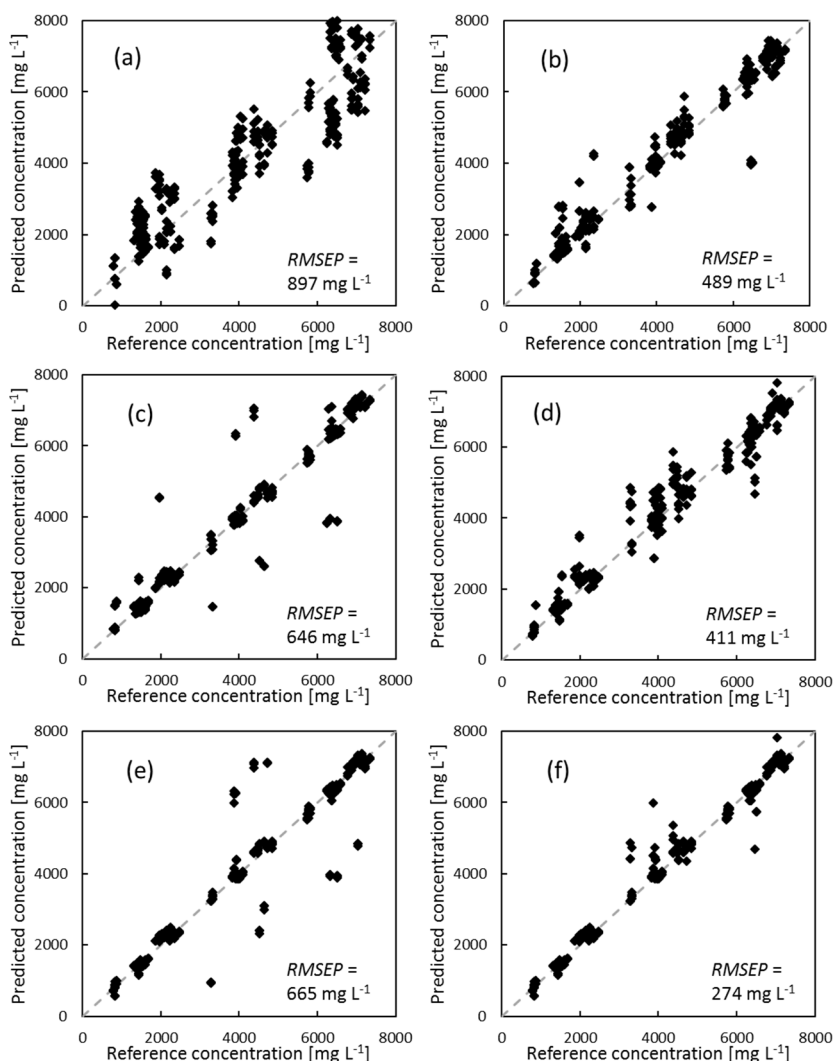 8000
6000
4000
2000
0
Predicted concentration [mg L⁻¹]
(a)
RMSEP =
897 mg L⁻¹
0 2000 4000 6000 8000
Reference concentration [mg L⁻¹]
8000
6000
4000
2000
0
Predicted concentration [mg L⁻¹]
(b)
RMSEP =
489 mg L⁻¹
0 2000 4000 6000 8000
Reference concentration [mg L⁻¹]
8000
6000
4000
2000
0
Predicted concentration [mg L⁻¹]
(c)
RMSEP =
646 mg L⁻¹
0 2000 4000 6000 8000
Reference concentration [mg L⁻¹]
8000
6000
4000
2000
0
Predicted concentration [mg L⁻¹]
(d)
RMSEP =
411 mg L⁻¹
0 2000 4000 6000 8000
Reference concentration [mg L⁻¹]
8000
6000
4000
2000
0
Predicted concentration [mg L⁻¹]
(e)
RMSEP =
665 mg L⁻¹
0 2000 4000 6000 8000
Reference concentration [mg L⁻¹]
8000
6000
4000
2000
0
Predicted concentration [mg L⁻¹]
(f)
RMSEP =
274 mg L⁻¹
0 2000 4000 6000 8000
Reference concentration [mg L⁻¹]